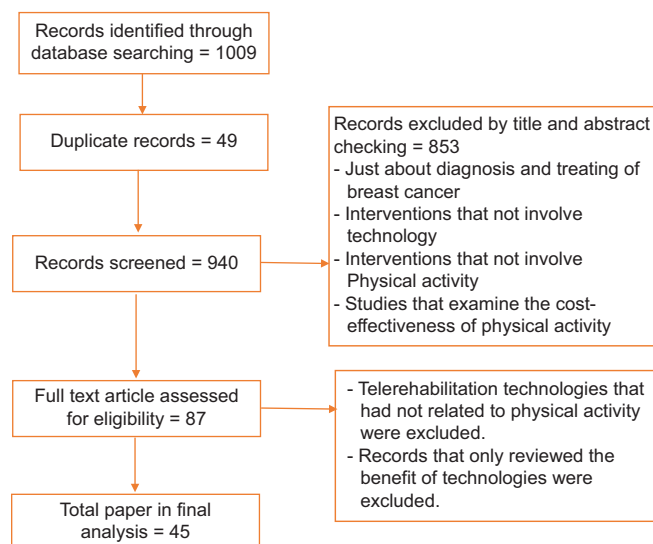 Records identified through
database searching = 1009
Duplicate records = 49
Records screened = 940
Records excluded by title and abstract
checking = 853
- Just about diagnosis and treating of
breast cancer
- Interventions that not involve
technology
- Interventions that not involve
Physical activity
- Studies that examine the cost-
effectiveness of physical activity
Full text article assessed
for eligibility = 87
- Telerehabilitation technologies that
had not related to physical activity
were excluded.
- Records that only reviewed the
benefit of technologies were
excluded.
Total paper in final
analysis = 45